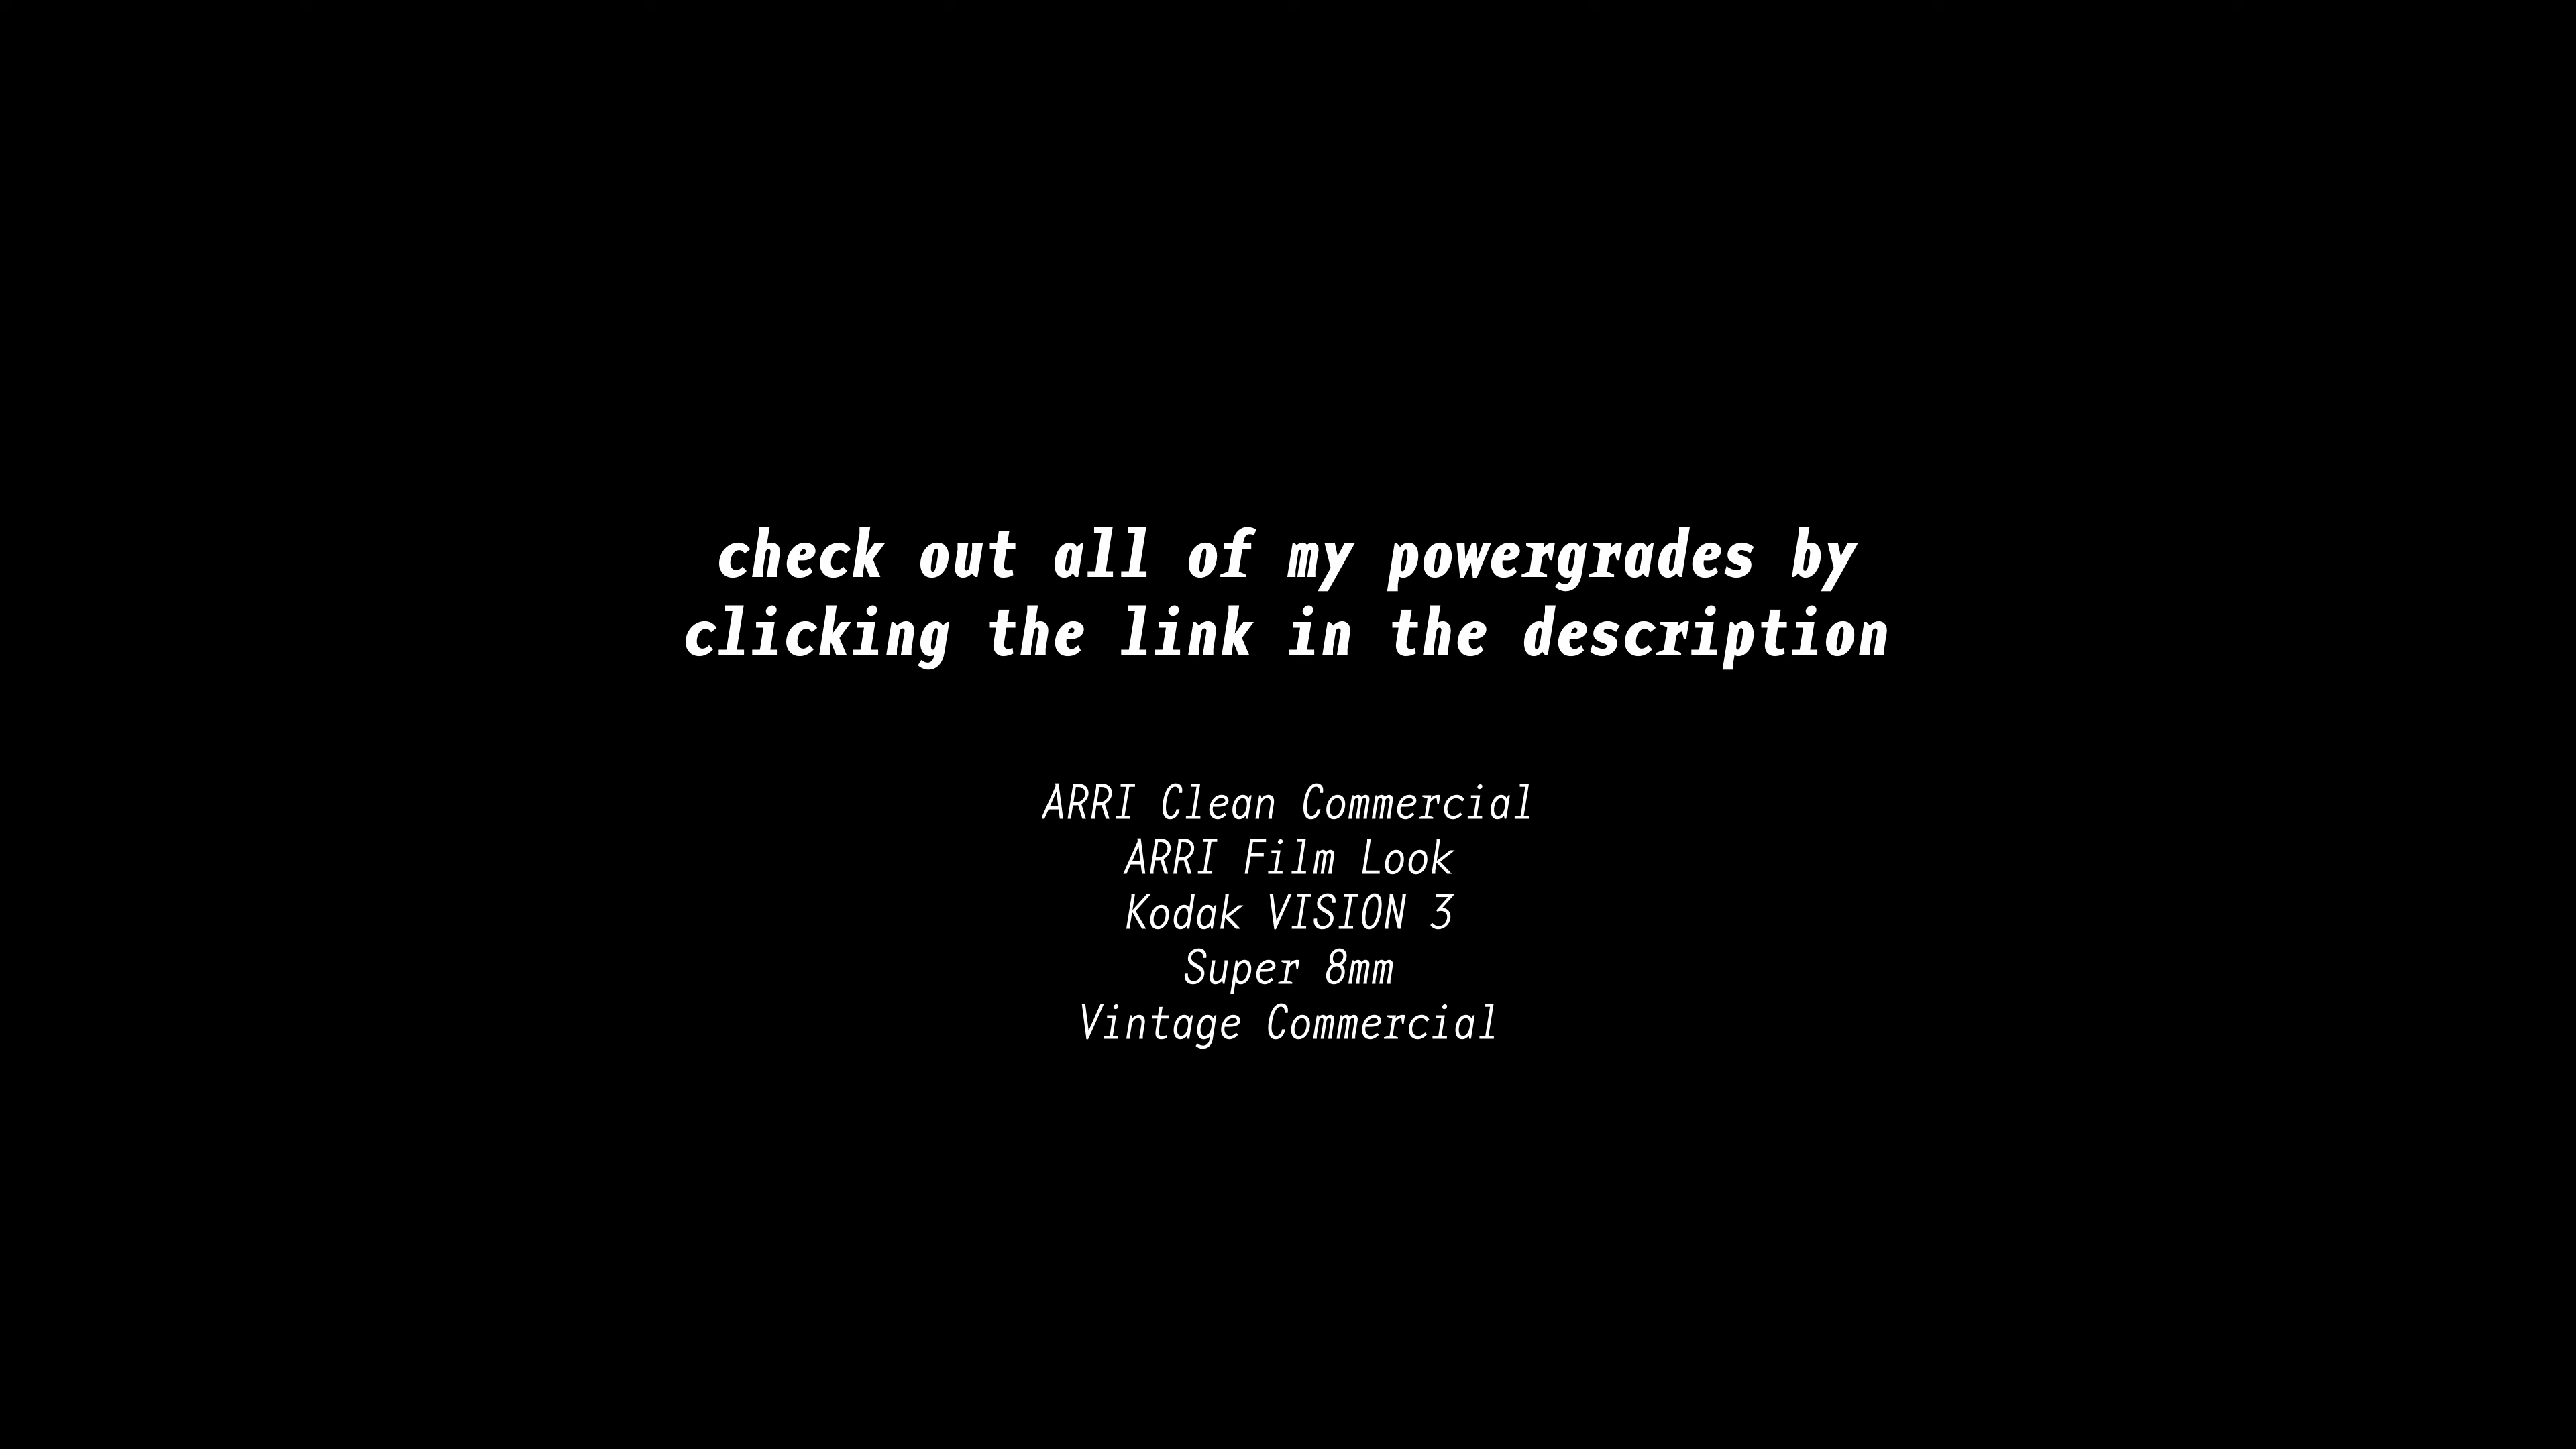 check out all of my powergrades by
clicking the link in the description
ARRI Clean Commercial
ARRI Film Look
Kodak VISION 3
Super 8mm
Vintage Commercial